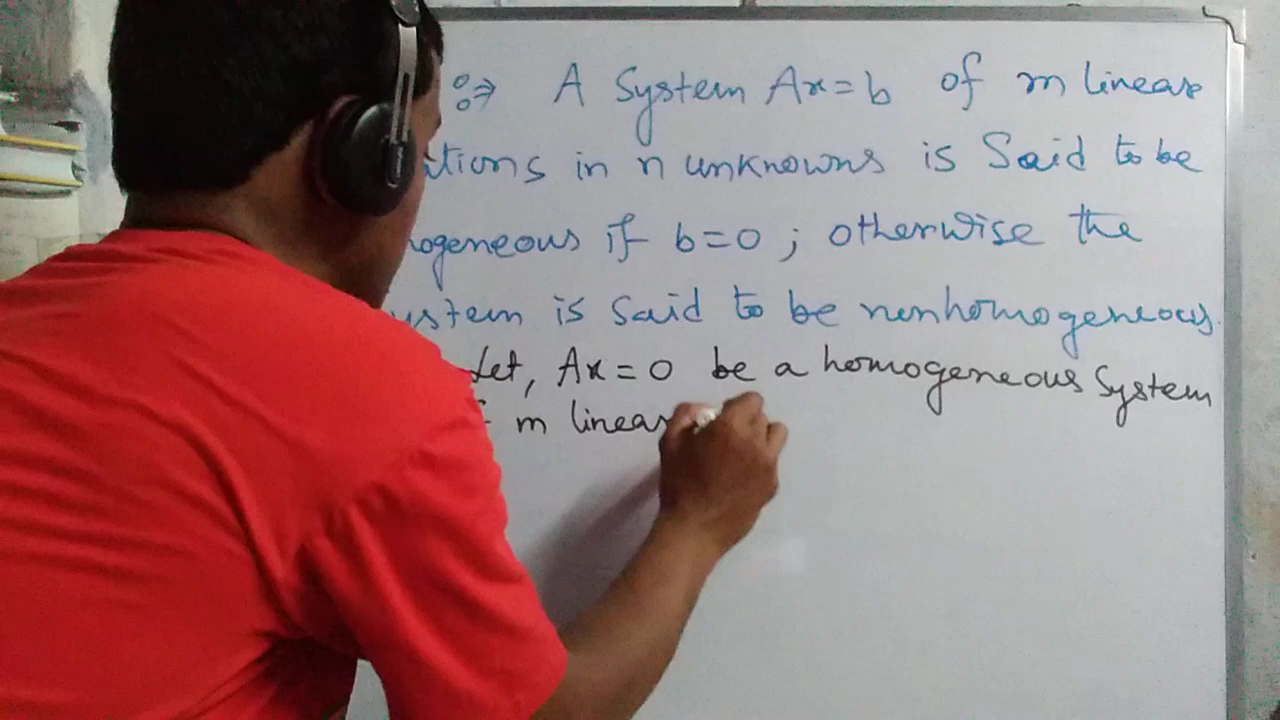 ⇒ A System Ax=b of m linear
ations in n unknowns is Said to be
ogeneous if b=0 ; otherwise the
ystem is Said to be nonhomogeneous.
Let, Ax=0 be a homogeneous System
m linear